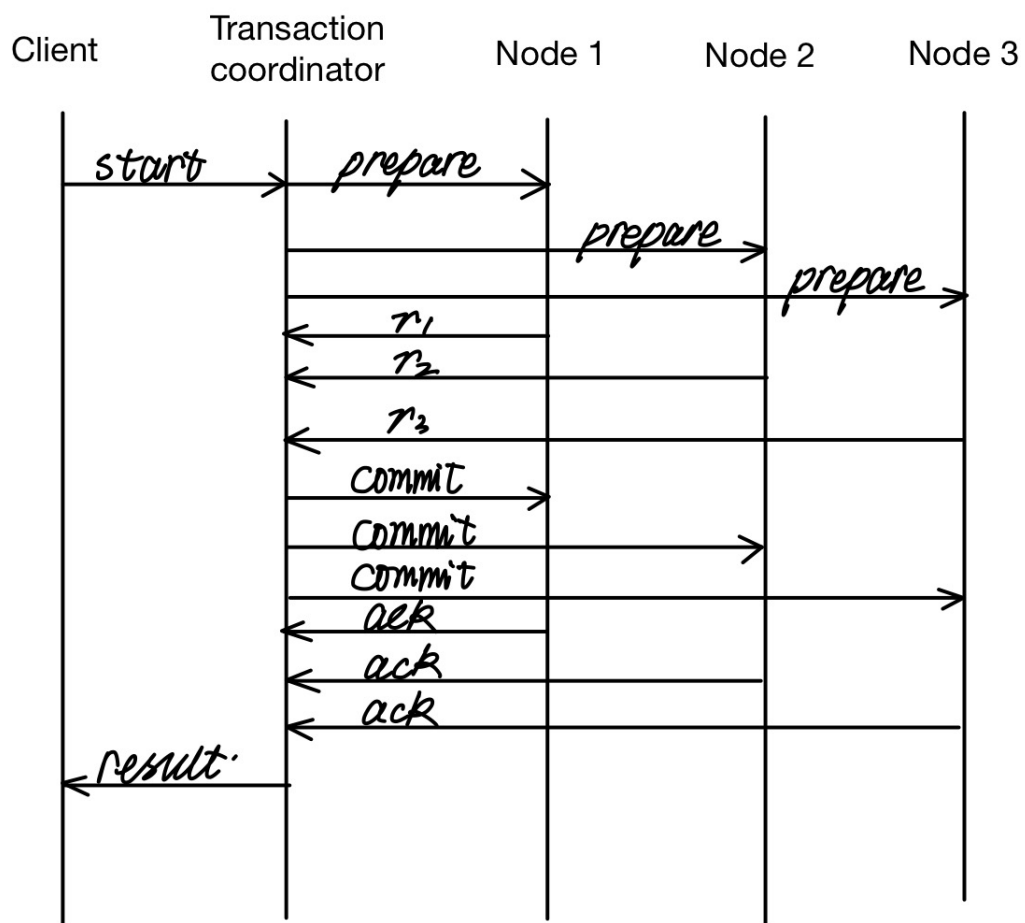 Client
Transaction
coordinator
Node 1
Node 2
Node 3
start
prepare
prepare
prepare
r1
r2
r3
commit
commit
commit
ack
ack
ack
result.